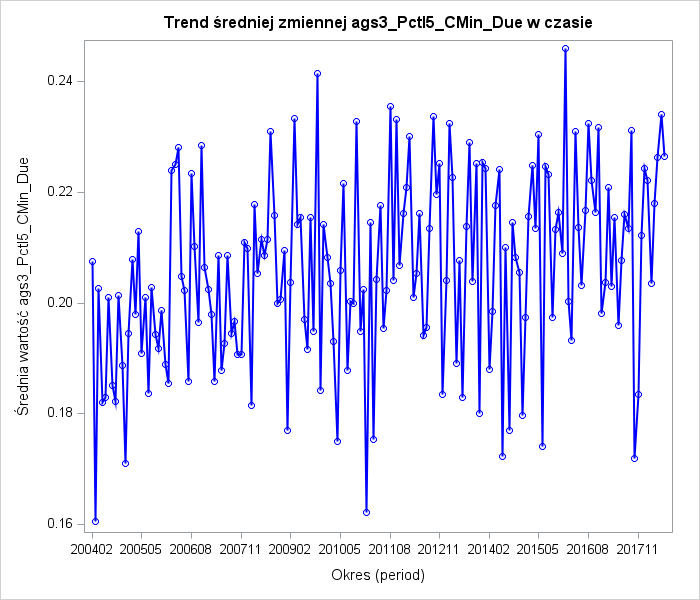 Trend średniej zmiennej ags3_Pctl5_CMin_Due w czasie
0.24
0.22
0.20
0.18
0.16
Średnia wartość ags3_Pctl5_CMin_Due
200402 200505 200608 200711 200902 201005 201108 201211 201402 201505 201608 201711
Okres (period)